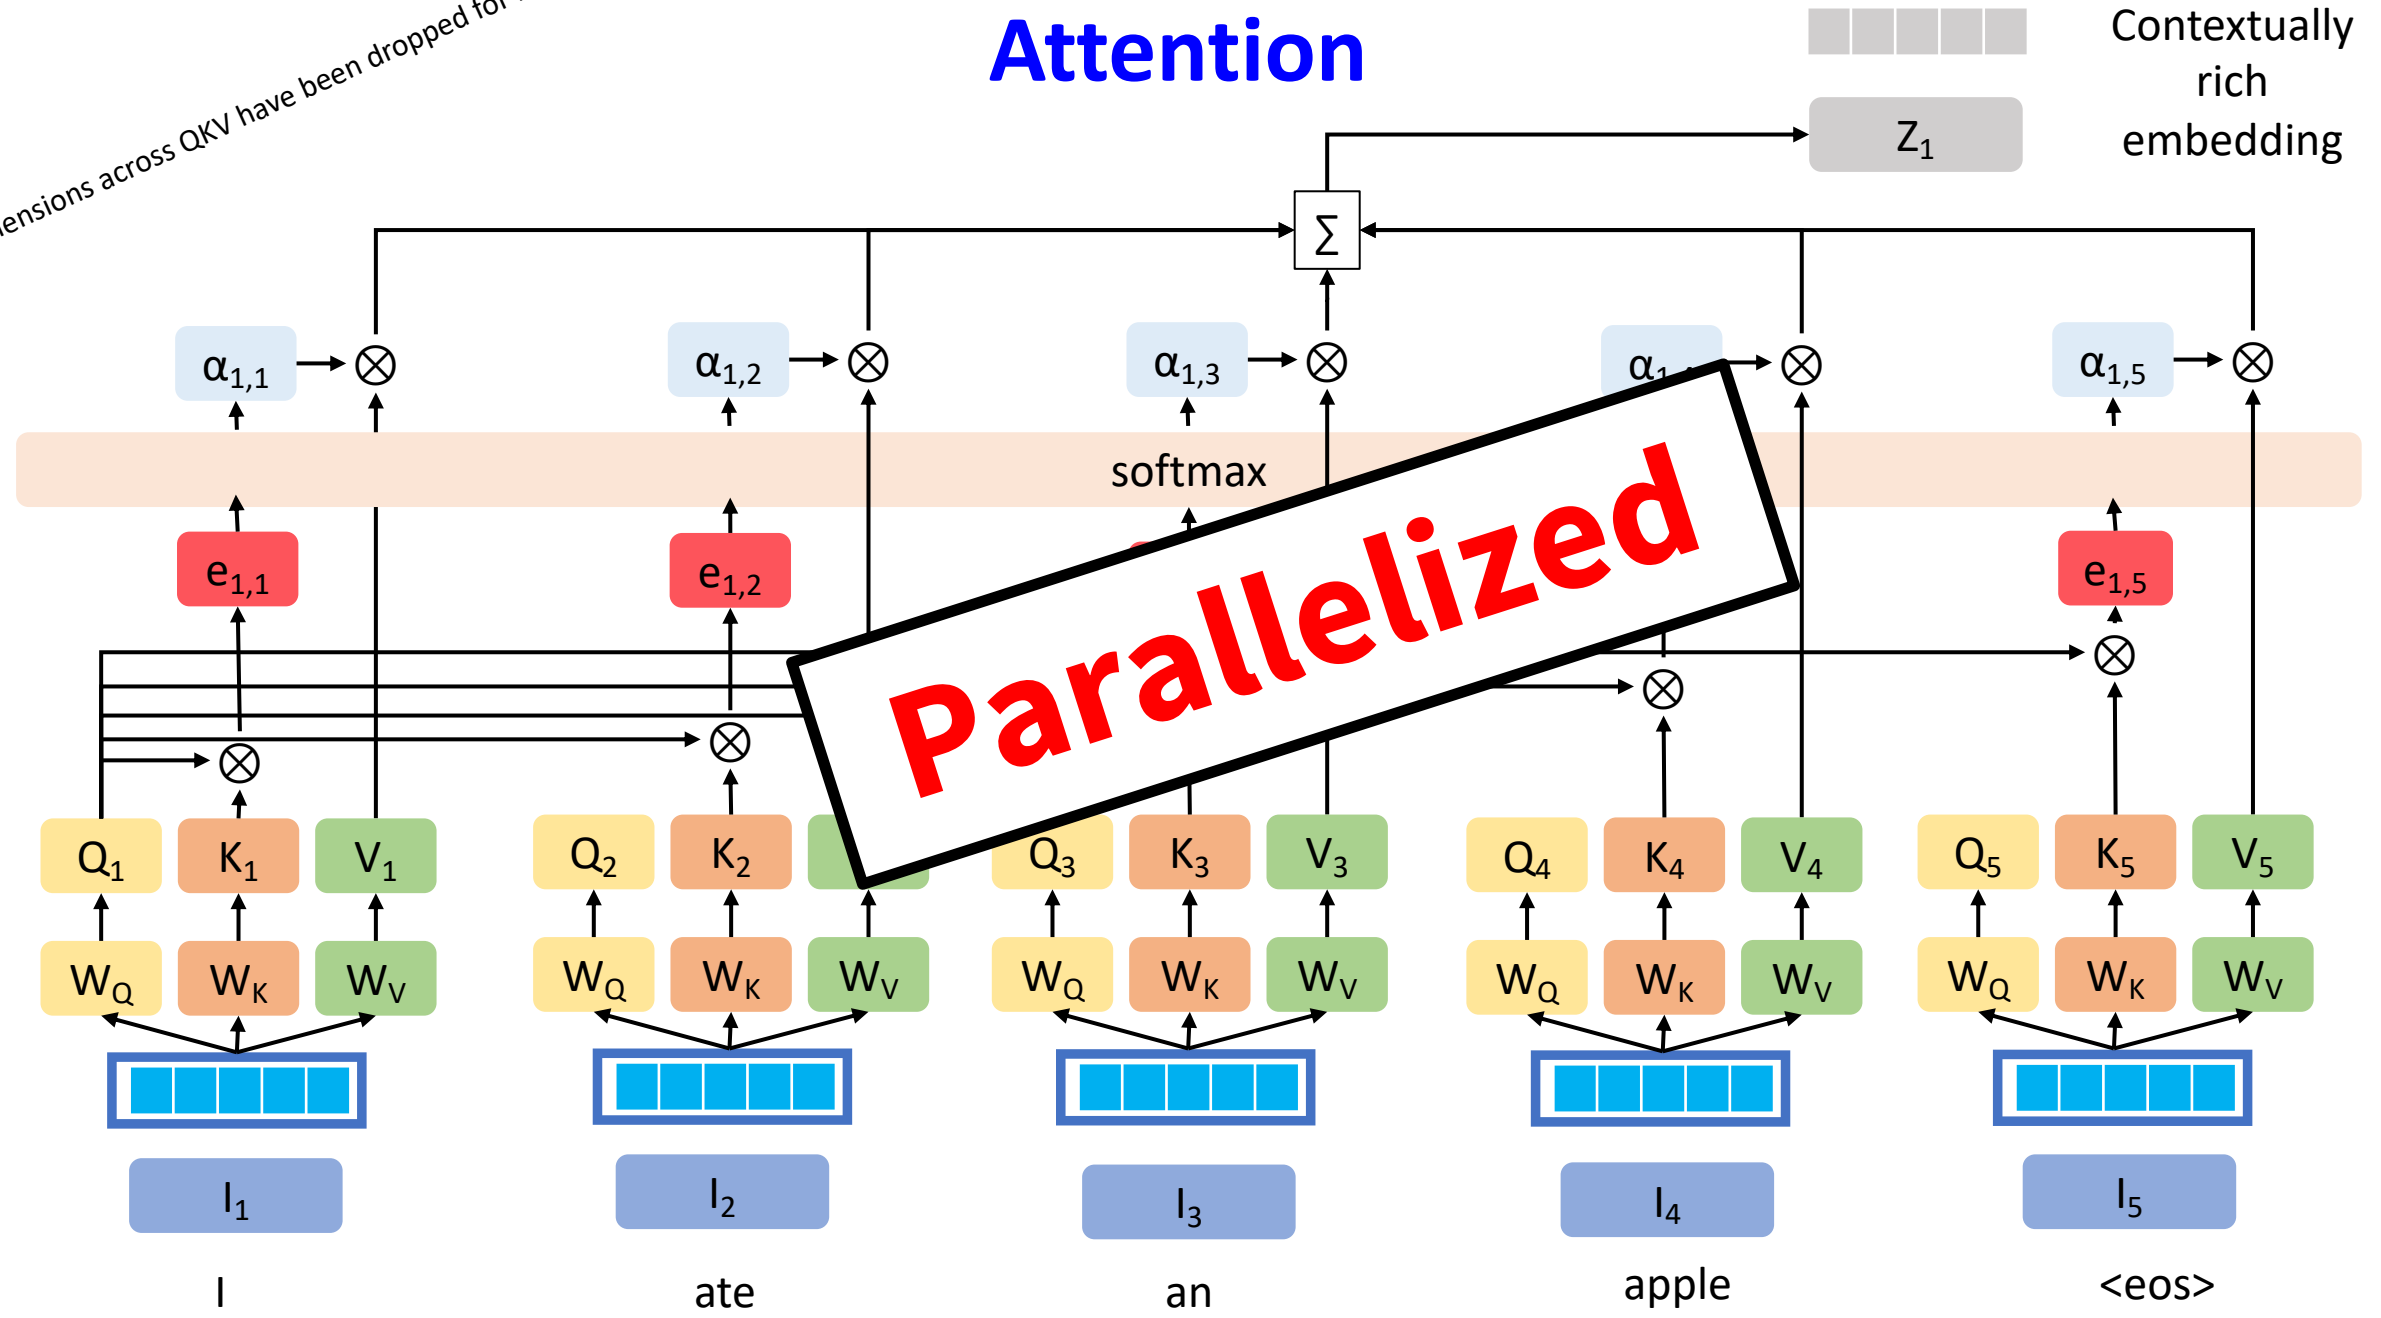 Attention
ensions across QKV have been dropped for
Contextually
rich
embedding
Z1
∑
α1,1
α1,2
α1,3
α1,5
softmax
e1,1
e1,2
e1,5
Parallelized
Q1 K1 V1
Q2 K2
Q3 K3 V3
Q4 K4 V4
Q5 K5 V5
WQ WK WV
WQ WK WV
WQ WK WV
WQ WK WV
WQ WK WV
I1
I2
I3
I4
I5
I
ate
an
apple
<eos>